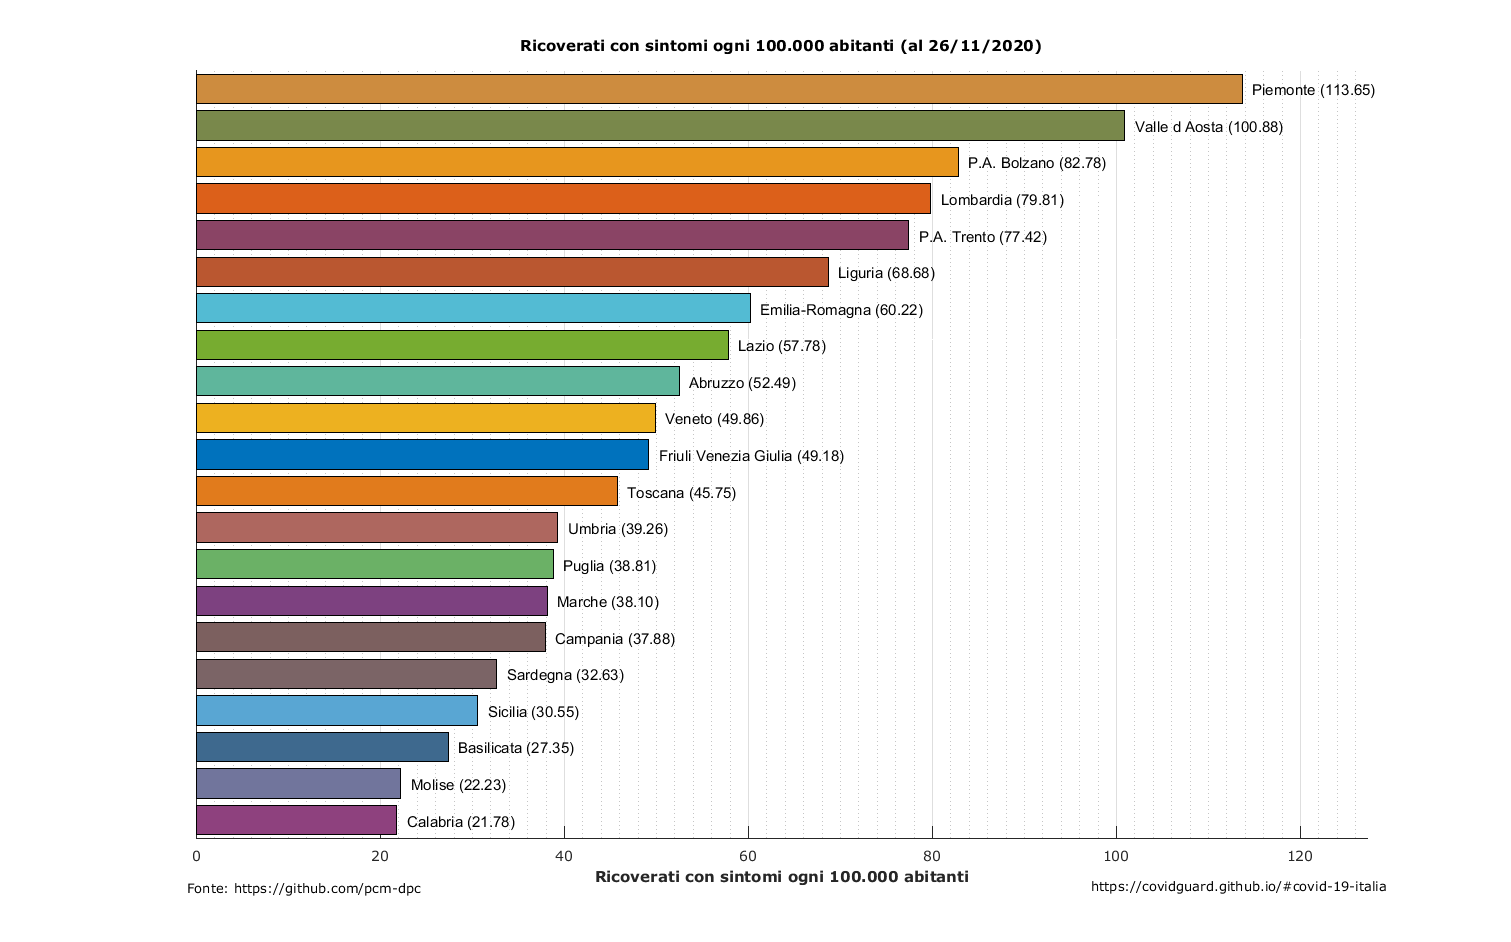 Ricoverati con sintomi ogni 100.000 abitanti (al 26/11/2020)
Piemonte (113.65)
Valle d Aosta (100.88)
P.A. Bolzano (82.78)
Lombardia (79.81)
P.A. Trento (77.42)
Liguria (68.68)
Emilia-Romagna (60.22)
Lazio (57.78)
Abruzzo (52.49)
Veneto (49.86)
Friuli Venezia Giulia (49.18)
Toscana (45.75)
Umbria (39.26)
Puglia (38.81)
Marche (38.10)
Campania (37.88)
Sardegna (32.63)
Sicilia (30.55)
Basilicata (27.35)
Molise (22.23)
Calabria (21.78)
0 20 40 60 80 100 120
Ricoverati con sintomi ogni 100.000 abitanti
Fonte: https://github.com/pcm-dpc
https://covidguard.github.io/#covid-19-italia